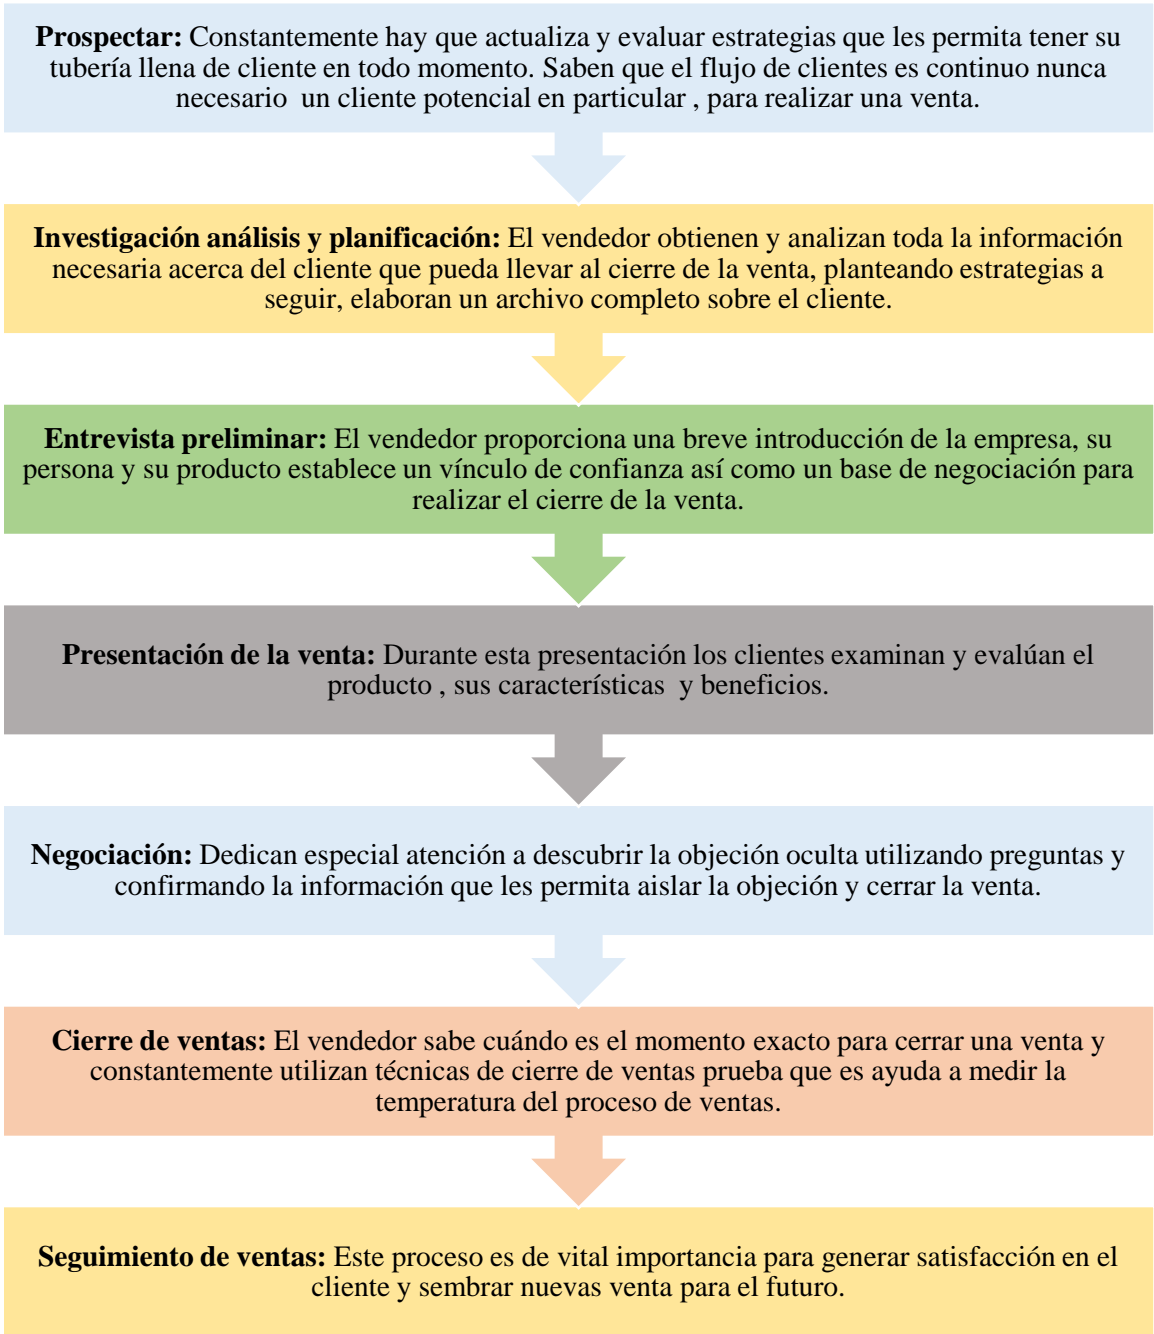 Prospectar: Constantemente hay que actualiza y evaluar estrategias que les permita tener su
tubería llena de cliente en todo momento. Saben que el flujo de clientes es continuo nunca
necesario  un cliente potencial en particular , para realizar una venta.
Investigación análisis y planificación: El vendedor obtienen y analizan toda la información
necesaria acerca del cliente que pueda llevar al cierre de la venta, planteando estrategias a
seguir, elaboran un archivo completo sobre el cliente.
Entrevista preliminar: El vendedor proporciona una breve introducción de la empresa, su
persona y su producto establece un vínculo de confianza así como un base de negociación para
realizar el cierre de la venta.
Presentación de la venta: Durante esta presentación los clientes examinan y evalúan el
producto , sus características  y beneficios.
Negociación: Dedican especial atención a descubrir la objeción oculta utilizando preguntas y
confirmando la información que les permita aislar la objeción y cerrar la venta.
Cierre de ventas: El vendedor sabe cuándo es el momento exacto para cerrar una venta y
constantemente utilizan técnicas de cierre de ventas prueba que es ayuda a medir la
temperatura del proceso de ventas.
Seguimiento de ventas: Este proceso es de vital importancia para generar satisfacción en el
cliente y sembrar nuevas venta para el futuro.